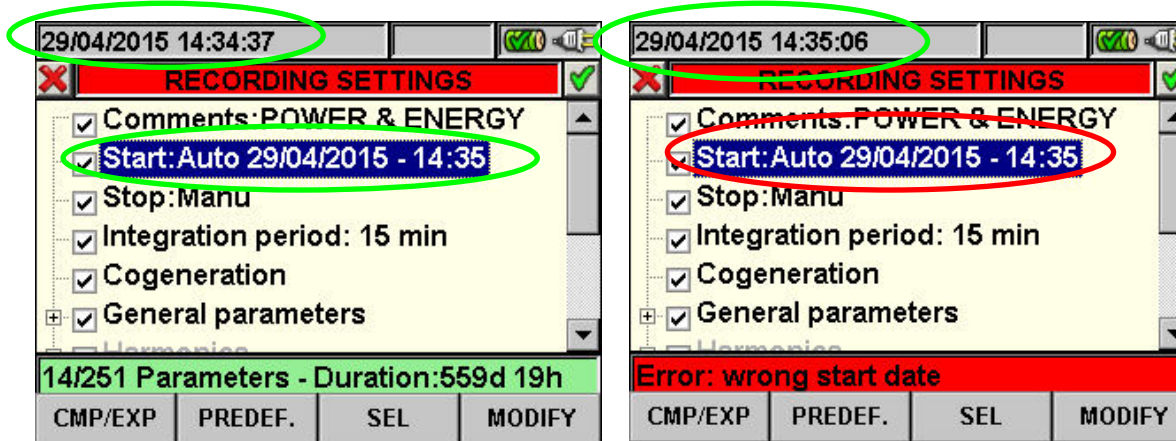 29/04/2015 14:34:37
RECORDING SETTINGS
Comments:POWER & ENERGY
Start:Auto 29/04/2015 - 14:35
Stop:Manu
Integration period: 15 min
Cogeneration
General parameters
Harmonics
14/251 Parameters - Duration:559d 19h
CMP/EXP PREDEF. SEL MODIFY
29/04/2015 14:35:06
RECORDING SETTINGS
Comments:POWER & ENERGY
Start:Auto 29/04/2015 - 14:35
Stop:Manu
Integration period: 15 min
Cogeneration
General parameters
Harmonics
Error: wrong start date
CMP/EXP PREDEF. SEL MODIFY